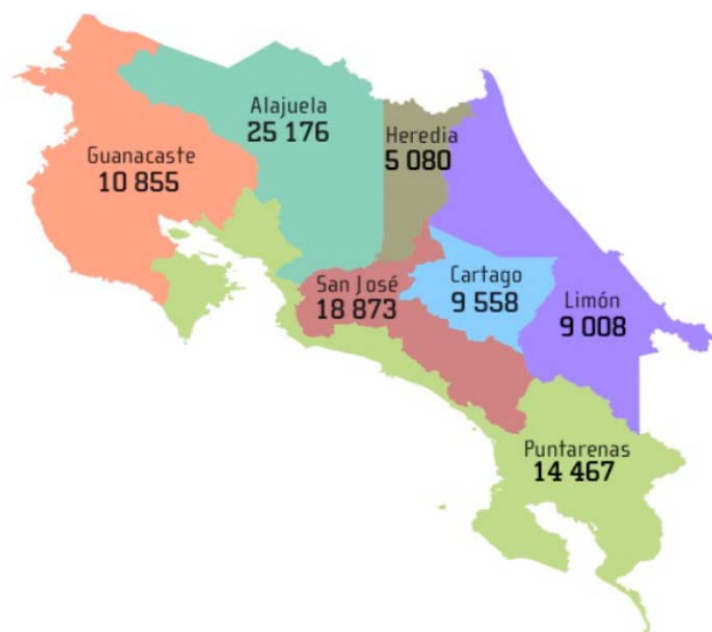 Alajuela
25 176
Heredia
5 080
Guanacaste
10 855
San José
18 873
Cartago
9 558
Limón
9 008
Puntarenas
14 467